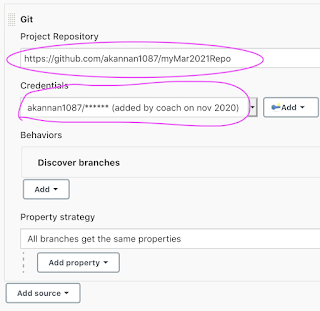 Git
Project Repository
https://github.com/akannan1087/myMar2021Repo
Credentials
akannan1087/****** (added by coach on nov 2020)
Add
Behaviors
Discover branches
Add
Property strategy
All branches get the same properties
Add property
Add source